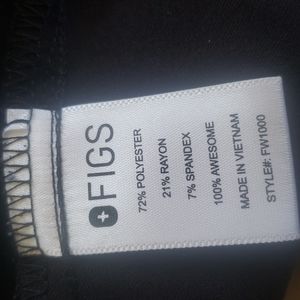 FIGS
72% POLYESTER
21% RAYON
7% SPANDEX
100% AWESOME
MADE IN VIETNAM
STYLE#: FW1000